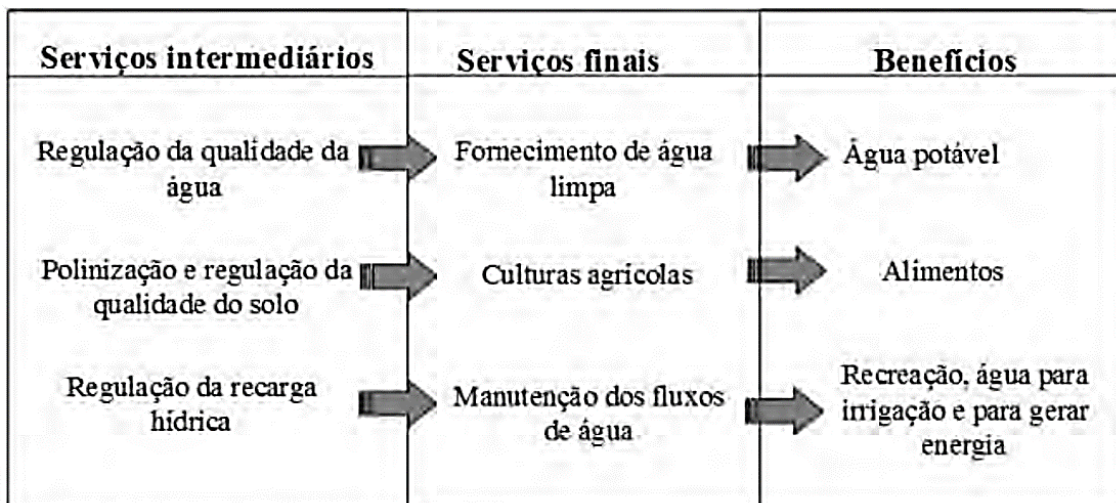 Serviços intermediários
Serviços finais
Benefícios
Regulação da qualidade da
água
Fornecimento de água
limpa
Água potável
Polinização e regulação da
qualidade do solo
Culturas agrícolas
Alimentos
Regulação da recarga
hídrica
Manutenção dos fluxos
de água
Recreação, água para
irrigação e para gerar
energia